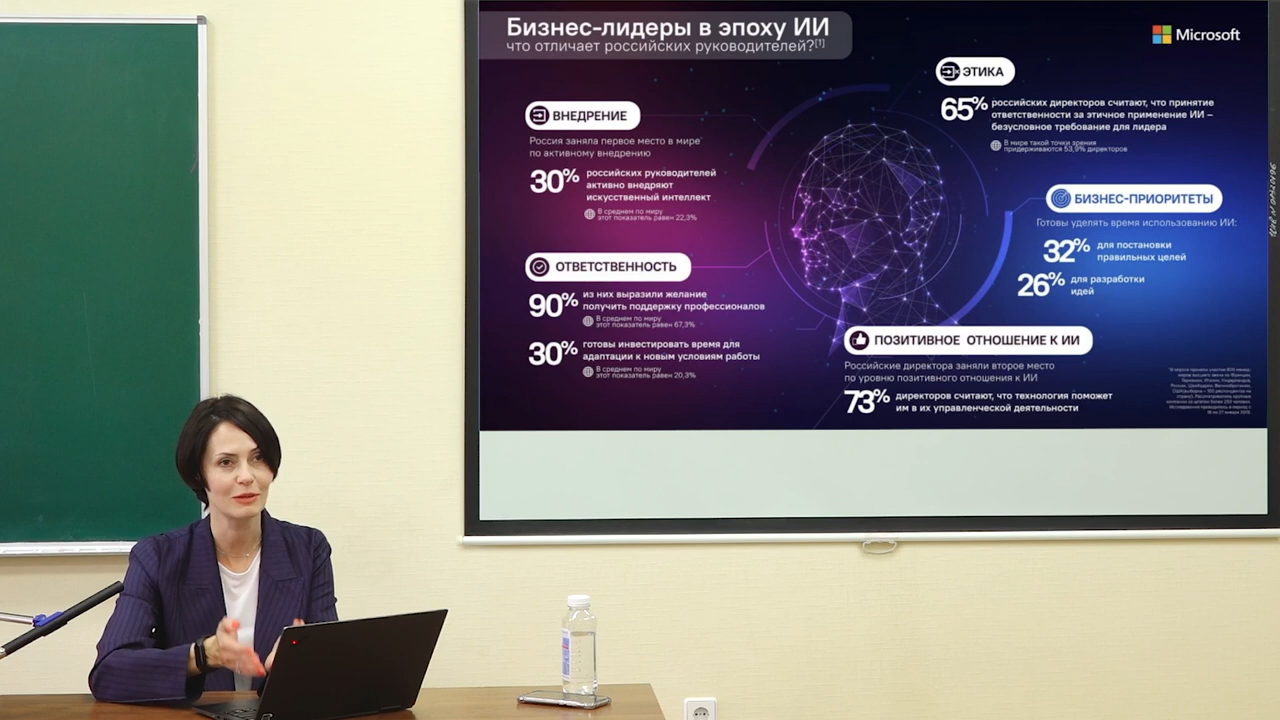 Бизнес-лидеры в эпоху ИИ
что отличает российских руководителей?[1]
Microsoft
ВНЕДРЕНИЕ
Россия заняла первое место в мире
по активному внедрению
30% российских руководителей
активно внедряют
искусственный интеллект
В среднем по миру
этот показатель равен 22,3%
ОТВЕТСТВЕННОСТЬ
90% из них выразили желание
получить поддержку профессионалов
В среднем по миру
этот показатель равен 67,3%
30% готовы инвестировать время для
адаптации к новым условиям работы
В среднем по миру
этот показатель равен 20,3%
ЭТИКА
65% российских директоров считают, что принятие
ответственности за этичное применение ИИ –
безусловное требование для лидера
В мире такой точки зрения
придерживаются 53,9% директоров
БИЗНЕС-ПРИОРИТЕТЫ
Готовы уделять время использованию ИИ:
32% для постановки
правильных целей
26% для разработки
идей
ПОЗИТИВНОЕ ОТНОШЕНИЕ К ИИ
Российские директора заняли второе место
по уровню позитивного отношения к ИИ
73% директоров считают, что технология поможет
им в их управленческой деятельности